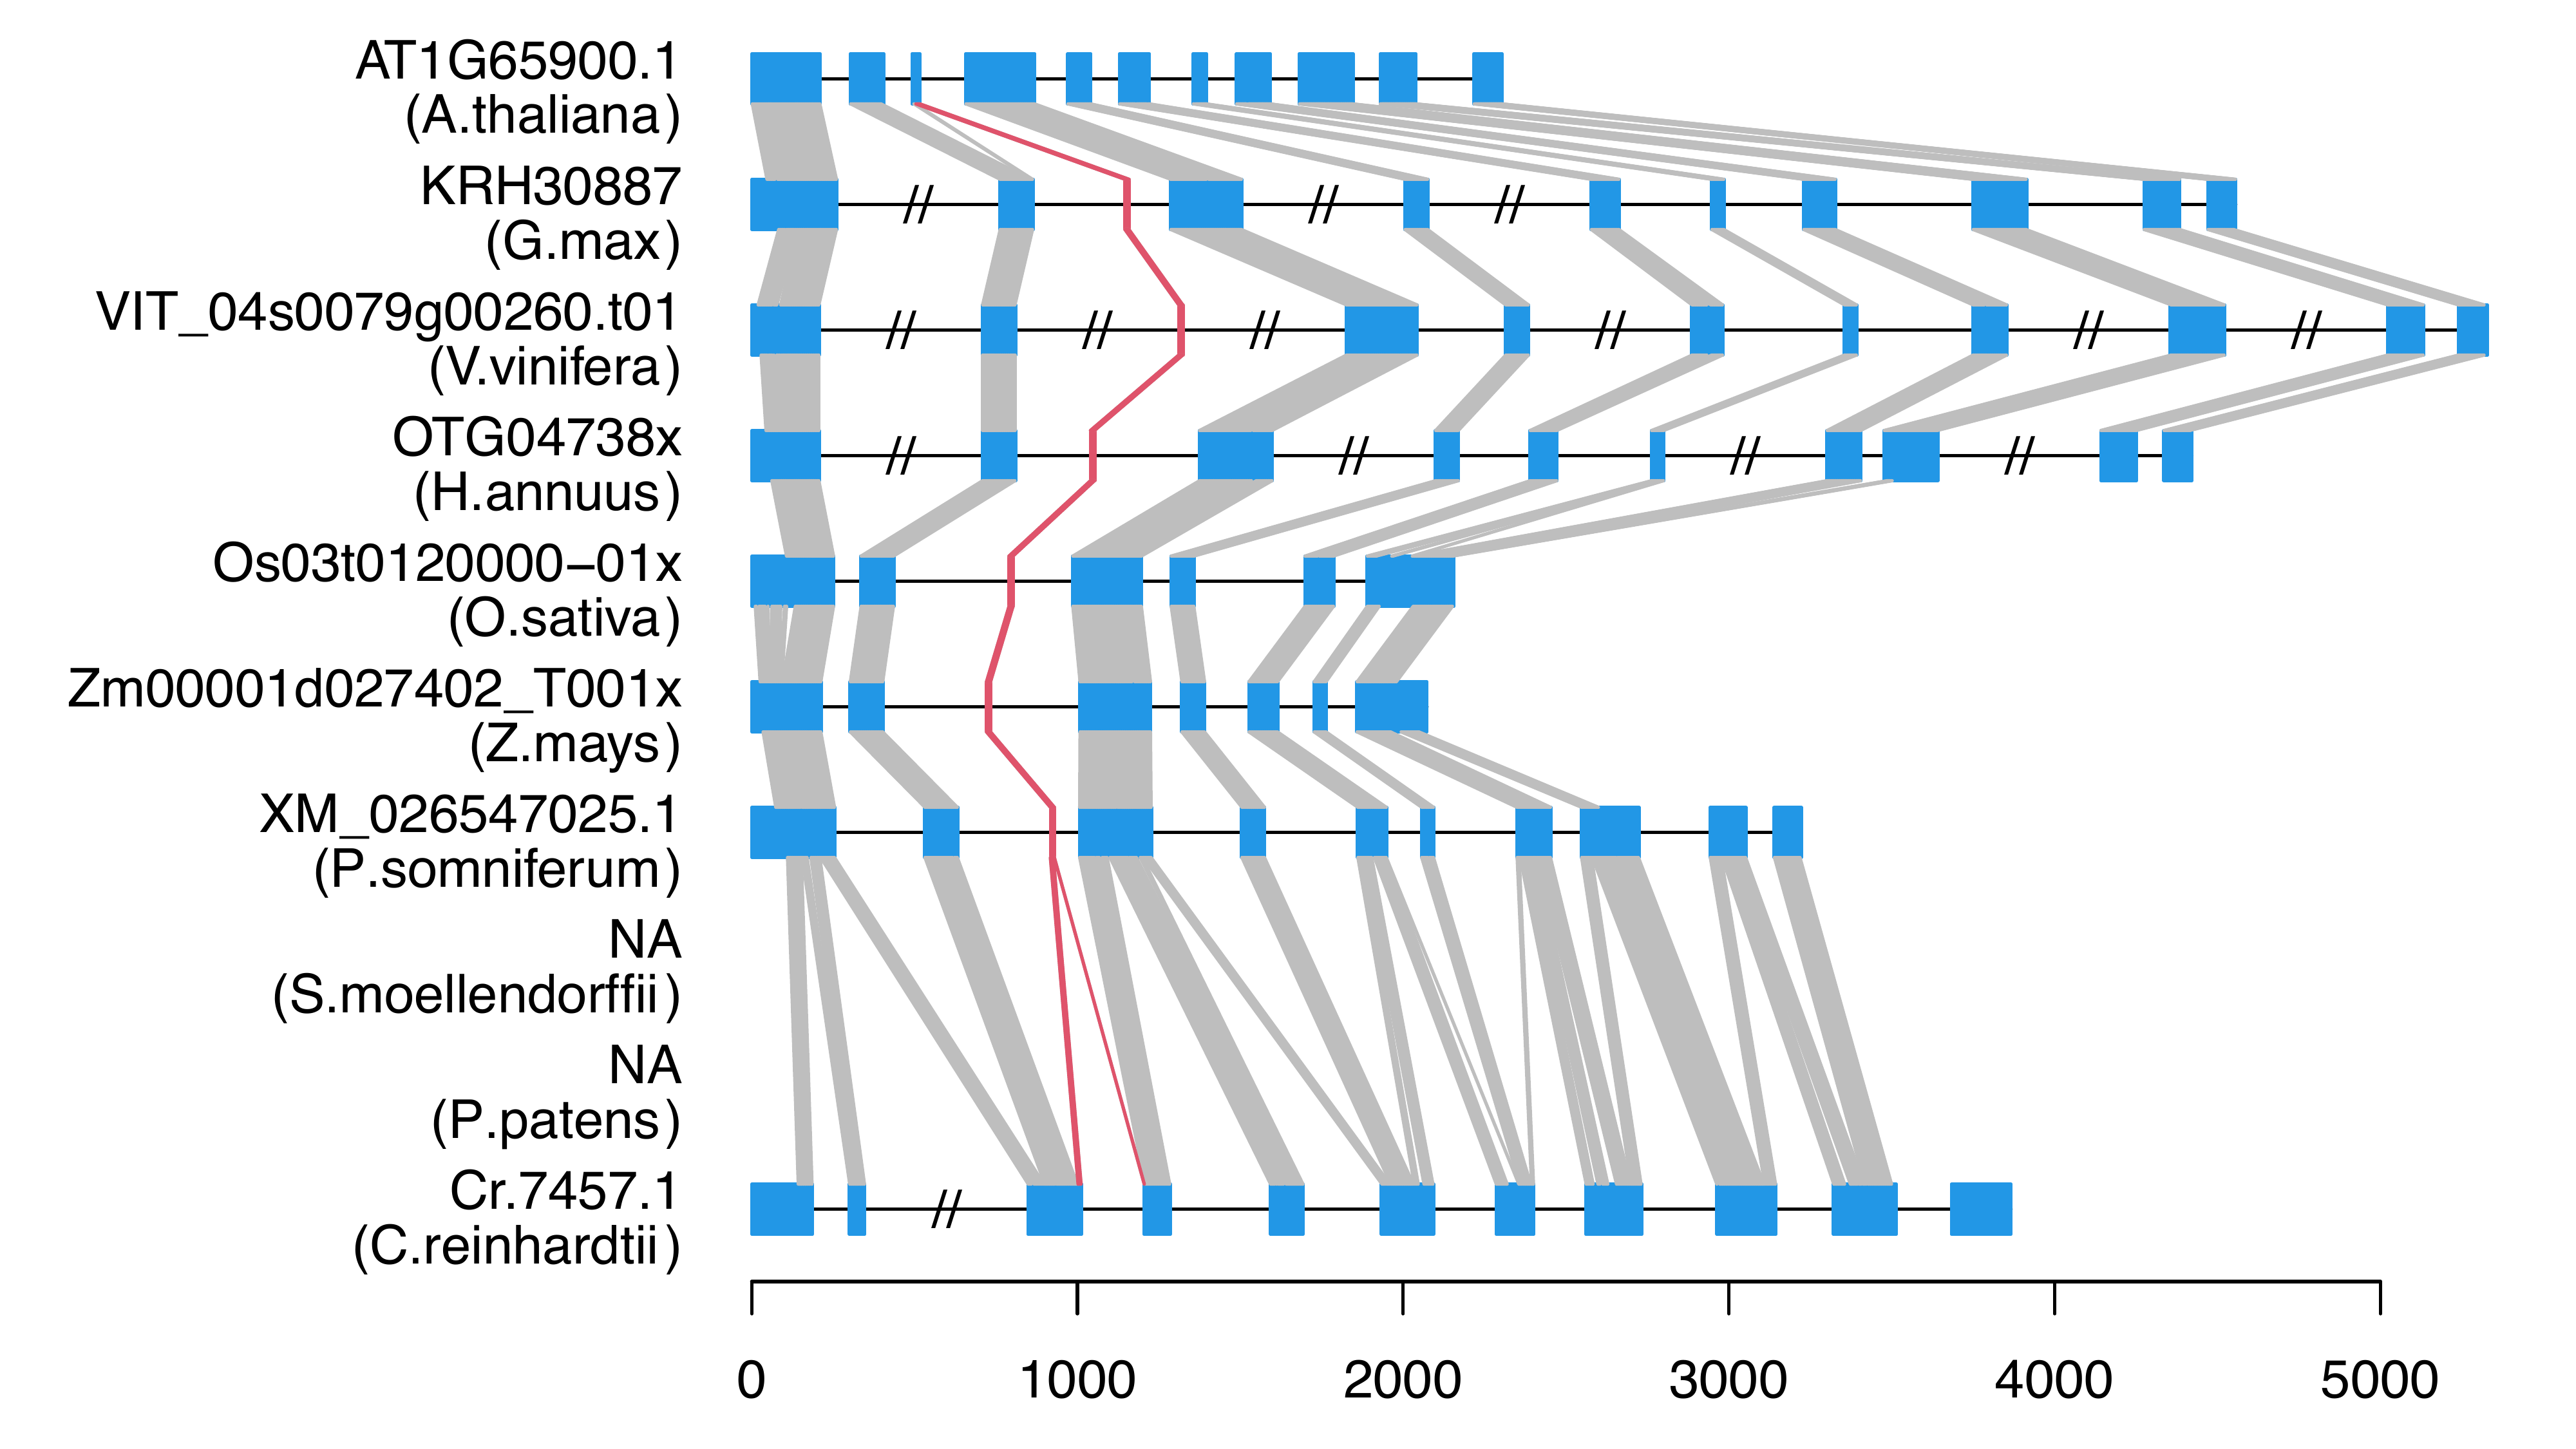 AT1G65900.1
(A.thaliana)
KRH30887
(G.max)
VIT_04s0079g00260.t01
(V.vinifera)
OTG04738x
(H.annuus)
Os03t0120000−01x
(O.sativa)
Zm00001d027402_T001x
(Z.mays)
XM_026547025.1
(P.somniferum)
NA
(S.moellendorffii)
NA
(P.patens)
Cr.7457.1
(C.reinhardtii)
0 1000 2000 3000 4000 5000